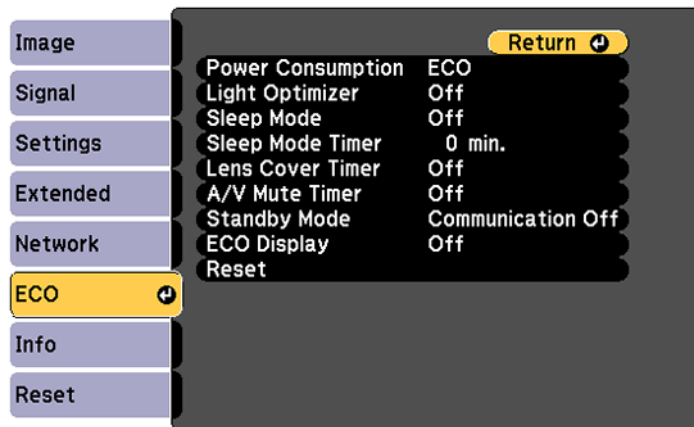 Image
Signal
Settings
Extended
Network
ECO
Info
Reset
Return
Power Consumption ECO
Light Optimizer Off
Sleep Mode Off
Sleep Mode Timer 0 min.
Lens Cover Timer Off
A/V Mute Timer Off
Standby Mode Communication Off
ECO Display Off
Reset